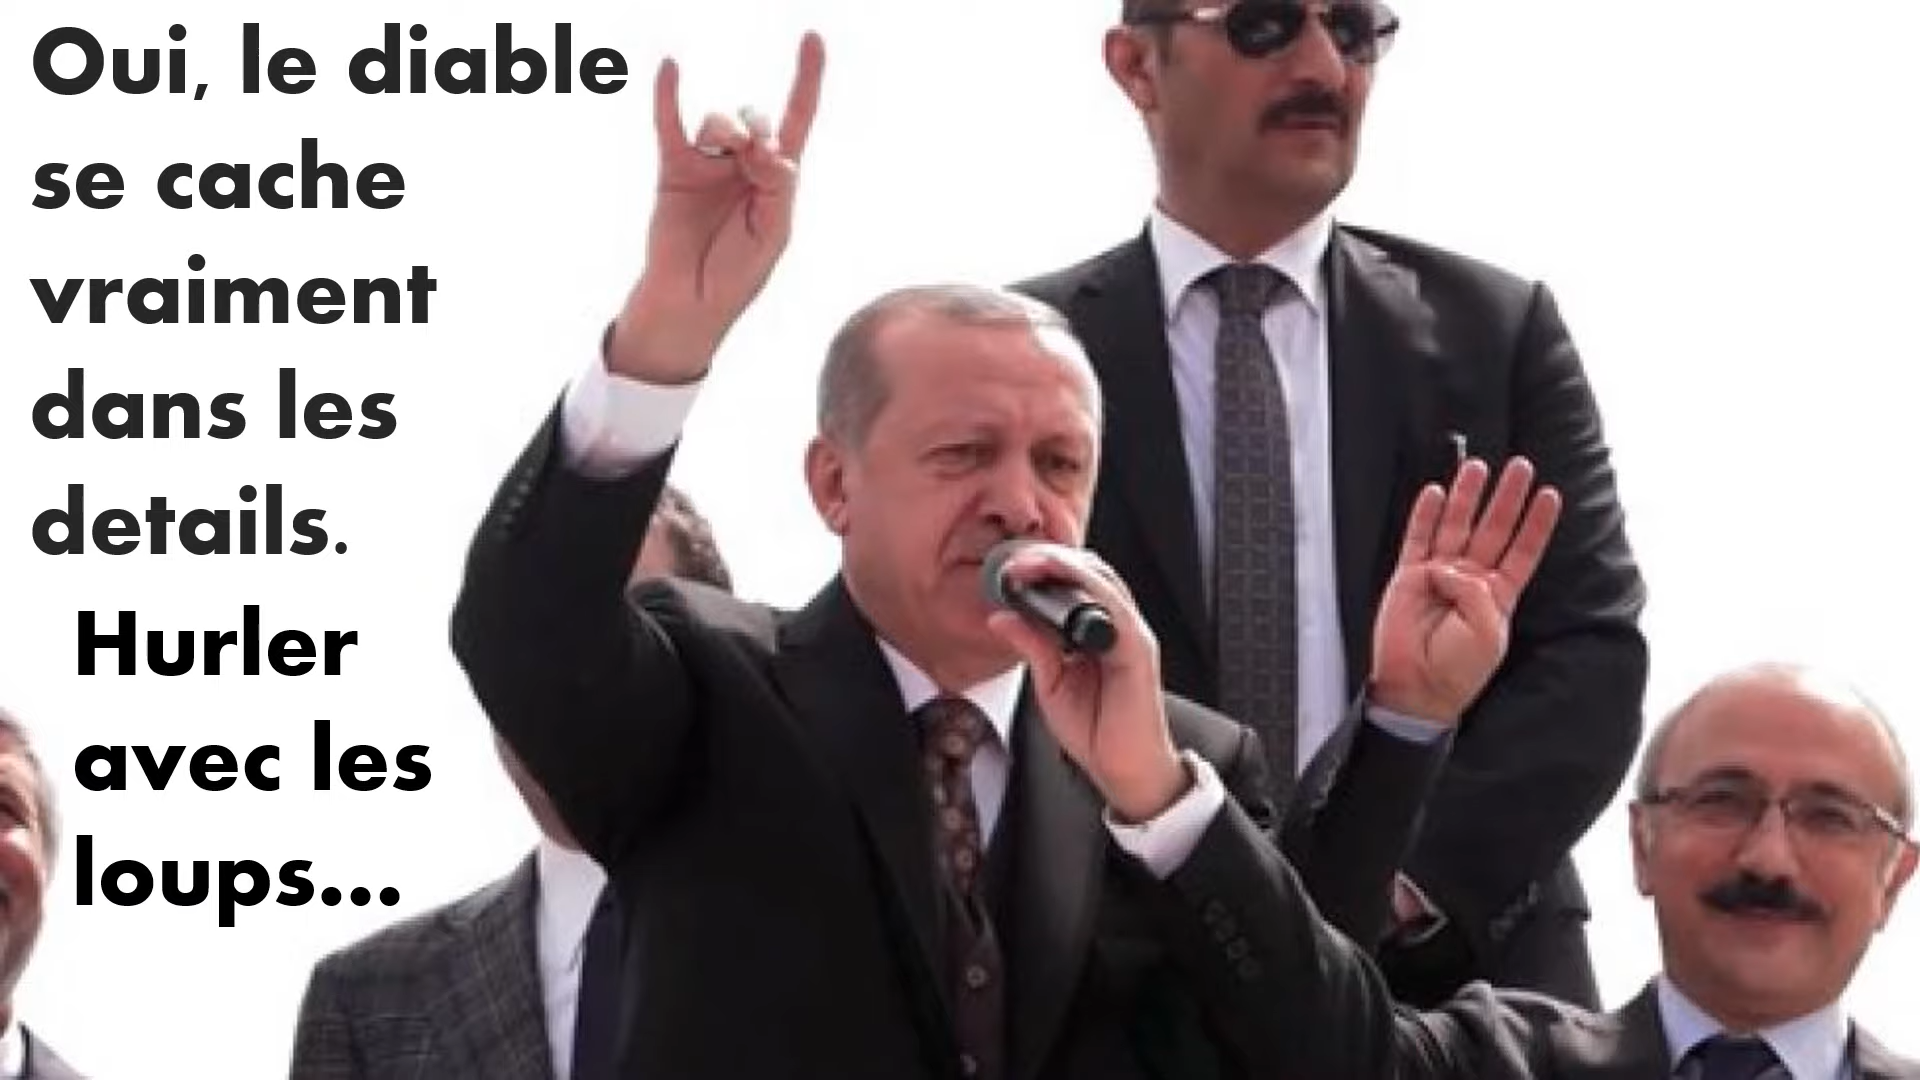 Oui, le diable
se cache
vraiment
dans les
details.
Hurler
avec les
loups...